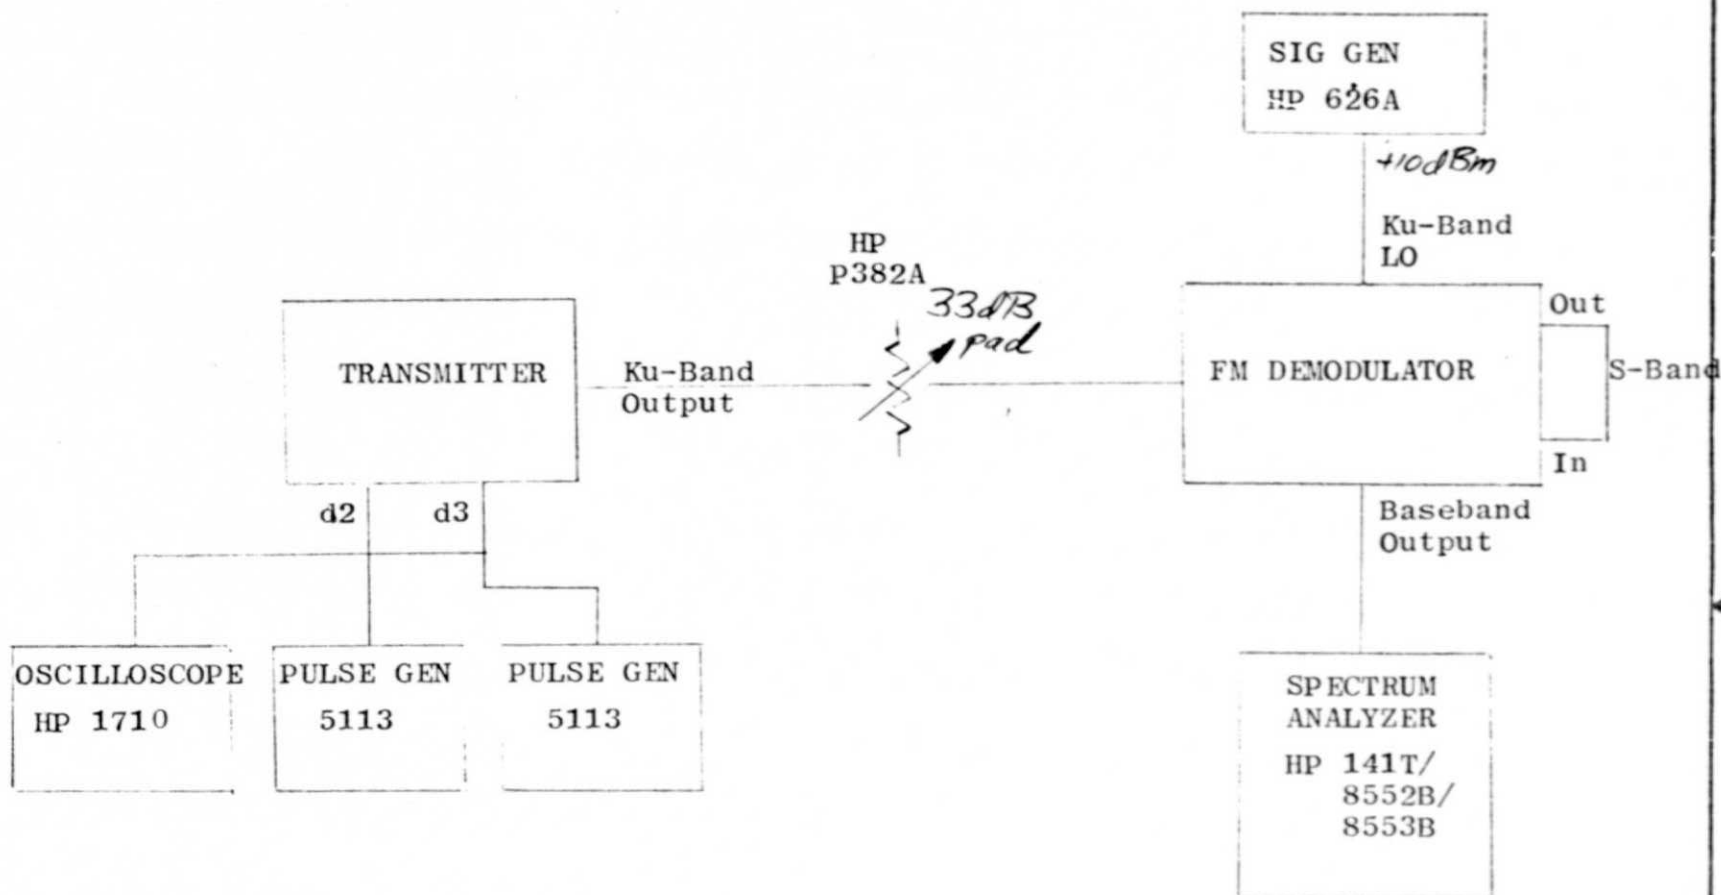 SIG GEN
HP 626A
+10dBm
Ku-Band
LO
HP
P382A
33dB
pad
TRANSMITTER
Ku-Band
Output
FM DEMODULATOR
Out
S-Band
In
d2
d3
Baseband
Output
OSCILLOSCOPE
HP 1710
PULSE GEN
5113
PULSE GEN
5113
SPECTRUM
ANALYZER
HP 141T/
8552B/
8553B